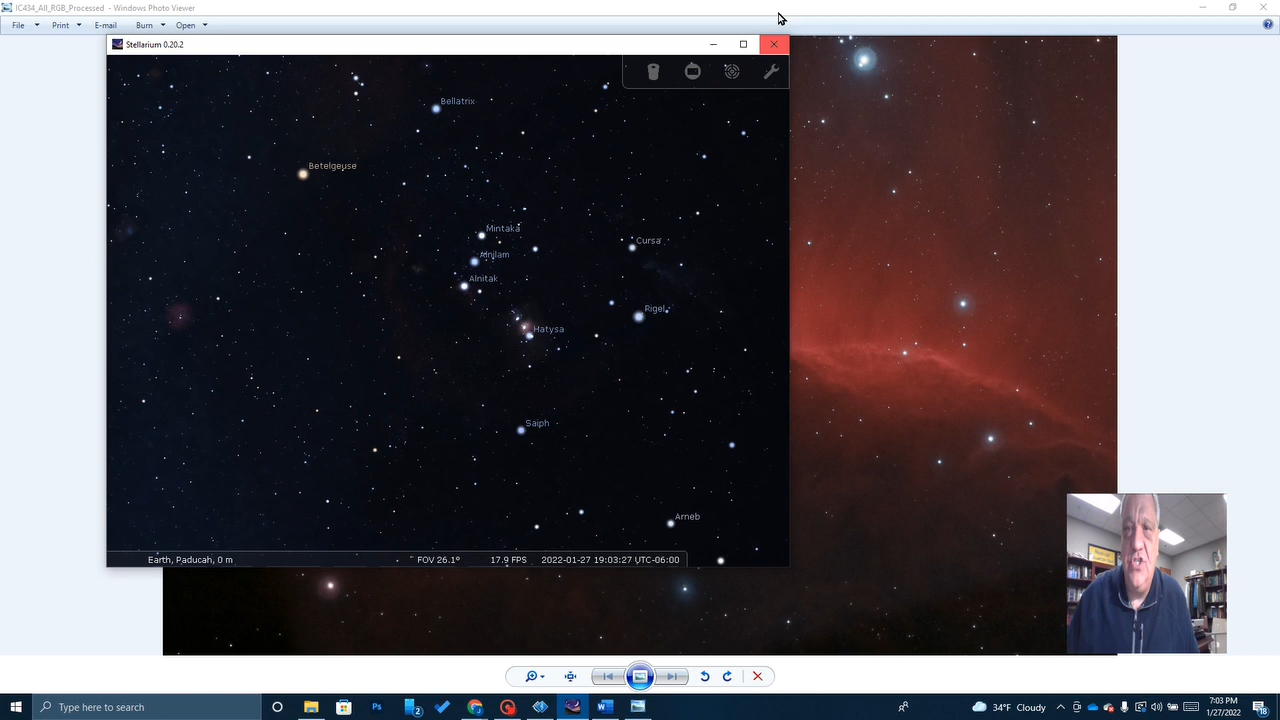 IC434_All_RGB_Processed - Windows Photo Viewer
File Print E-mail Burn Open
Stellarium 0.20.2
Bellatrix
Betelgeuse
Mintaka
Cursa
Alnilam
Alnitak
Rigel
Hatysa
Saiph
Arneb
Earth, Paducah, 0 m FOV 26.1° 17.9 FPS 2022-01-27 19:03:27 UTC-06:00
Type here to search
34°F Cloudy
7:03 PM
1/27/2022
18